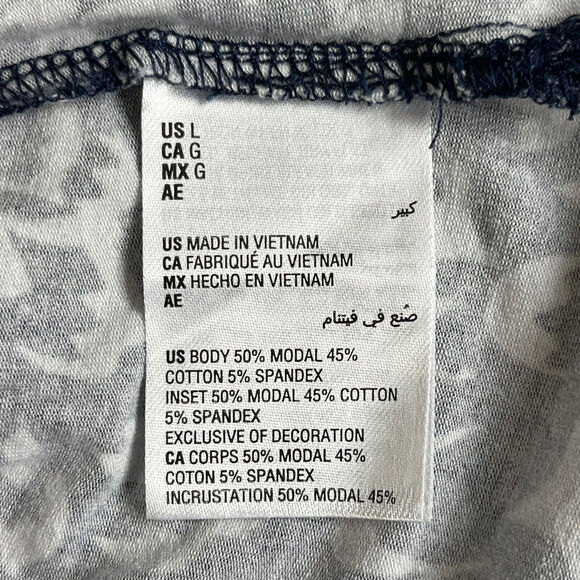 US L
CA G
MX G
AE
كبير
US MADE IN VIETNAM
CA FABRIQUÉ AU VIETNAM
MX HECHO EN VIETNAM
AE
صُنع في فيتنام
US BODY 50% MODAL 45%
COTTON 5% SPANDEX
INSET 50% MODAL 45% COTTON
5% SPANDEX
EXCLUSIVE OF DECORATION
CA CORPS 50% MODAL 45%
COTON 5% SPANDEX
INCRUSTATION 50% MODAL 45%